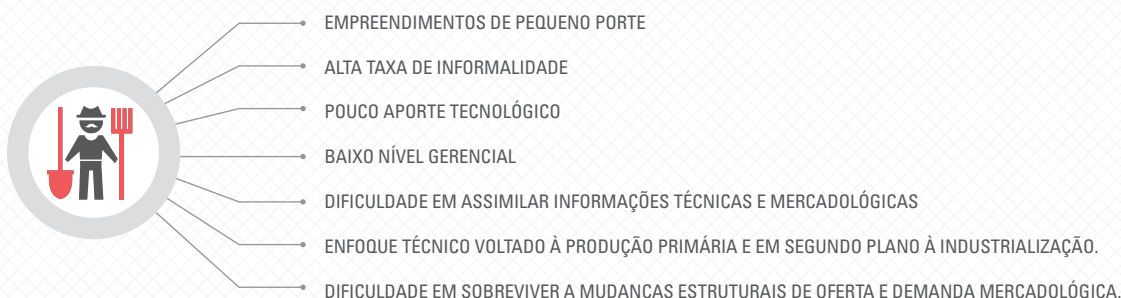 EMPREENDIMENTOS DE PEQUENO PORTE
ALTA TAXA DE INFORMALIDADE
POUCO APORTE TECNOLÓGICO
BAIXO NÍVEL GERENCIAL
DIFICULDADE EM ASSIMILAR INFORMAÇÕES TÉCNICAS E MERCADOLÓGICAS
ENFOQUE TÉCNICO VOLTADO À PRODUÇÃO PRIMÁRIA E EM SEGUNDO PLANO À INDUSTRIALIZAÇÃO.
DIFICULDADE EM SOBREVIVER A MUDANÇAS ESTRUTURAIS DE OFERTA E DEMANDA MERCADOLÓGICA.